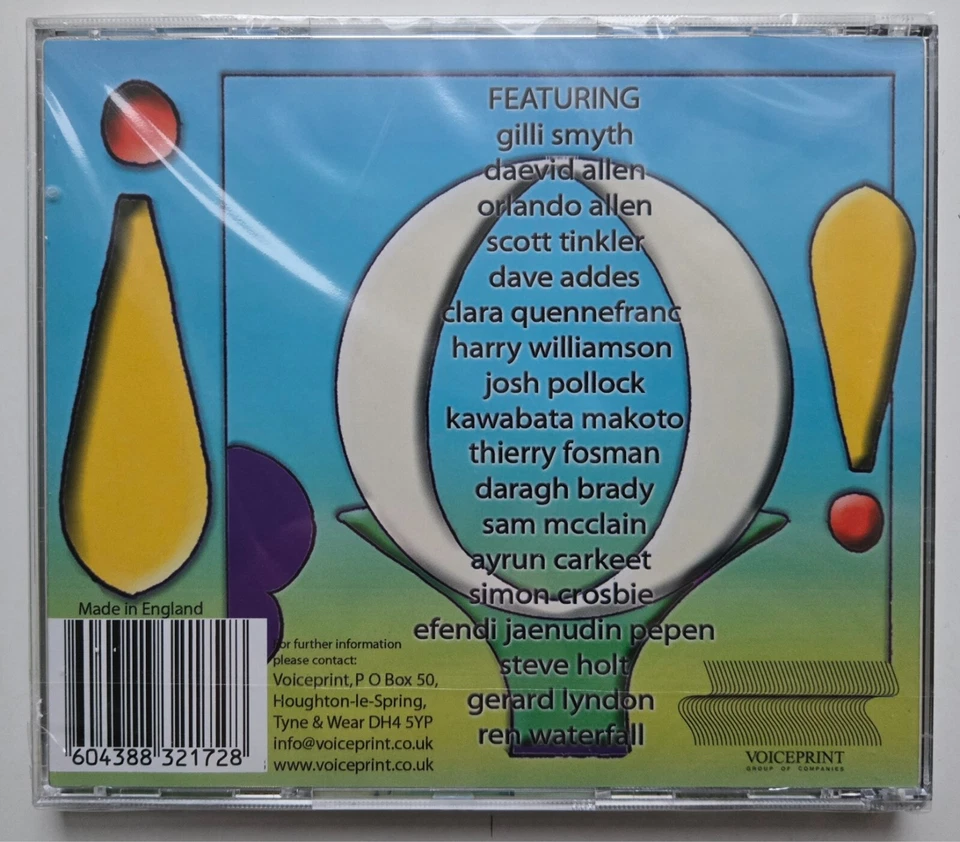 FEATURING
gilli smyth
daevid allen
orlando allen
scott tinkler
dave addes
clara quennefranc
harry williamson
josh pollock
kawabata makoto
thierry fosman
daragh brady
sam mcclain
ayrun carkeet
simon crosbie
efendi jaenudin pepen
steve holt
gerard lyndon
ren waterfall
Made in England
604388 321728
for further information
please contact:
Voiceprint, P O Box 50,
Houghton-le-Spring,
Tyne & Wear DH4 5YP
info@voiceprint.co.uk
www.voiceprint.co.uk
VOICEPRINT
GROUP OF COMPANIES